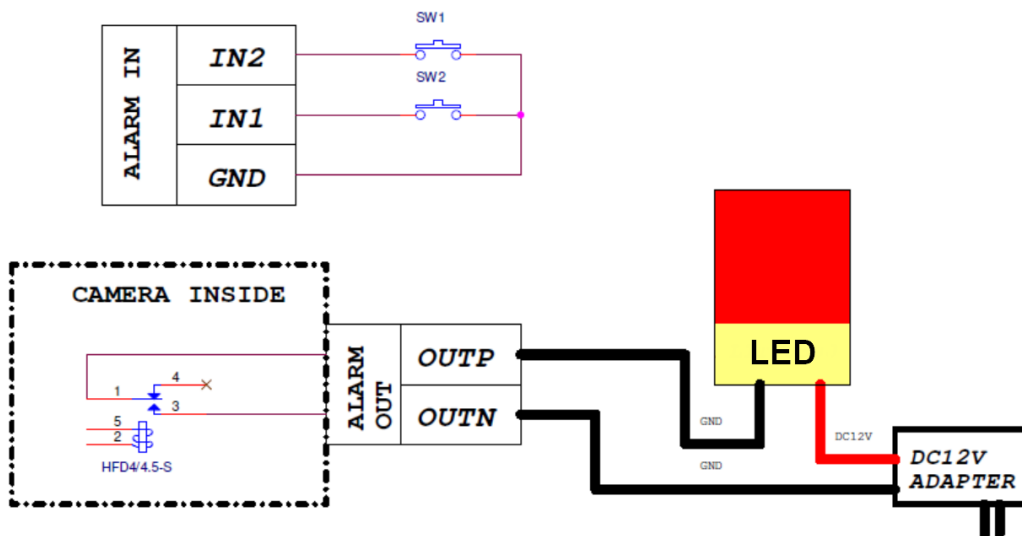 SW1
IN2
SW2
ALARM IN
IN1
GND
CAMERA INSIDE
LED
1
4
3
5
2
HFD4/4.5-S
ALARM
OUT
OUTP
OUTN
GND
GND
DC12V
DC12V
ADAPTER